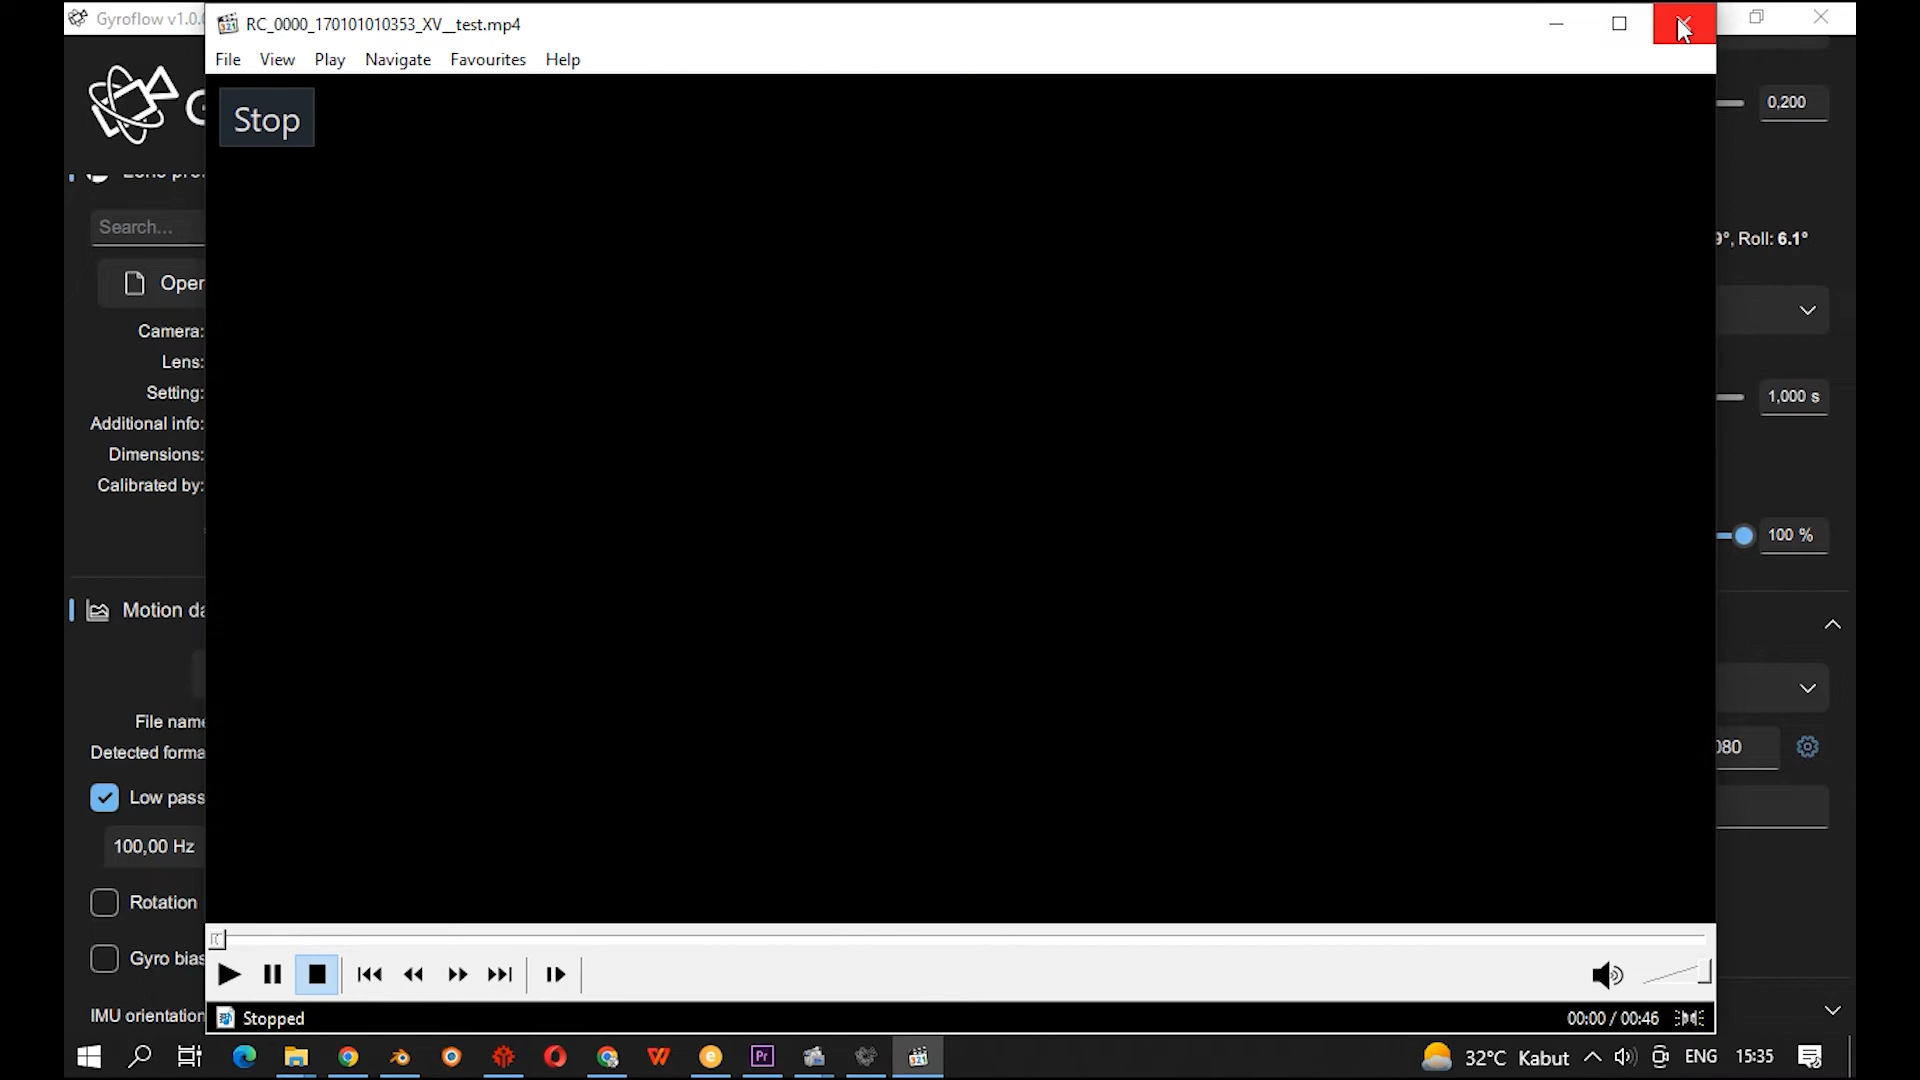 Gyroflow v1.0.
RC_0000_170101010353_XV__test.mp4
File View Play Navigate Favourites Help
Stop
G
0,200
Search...
9°, Roll: 6.1°
Open
Camera:
Lens:
Setting:
1,000 s
Additional info:
Dimensions:
Calibrated by:
100 %
Motion da
File name
Detected forma
080
Low pass
100,00 Hz
Rotation
Gyro bias
IMU orientation
Stopped
00:00 / 00:46
32°C Kabut
ENG
15:35